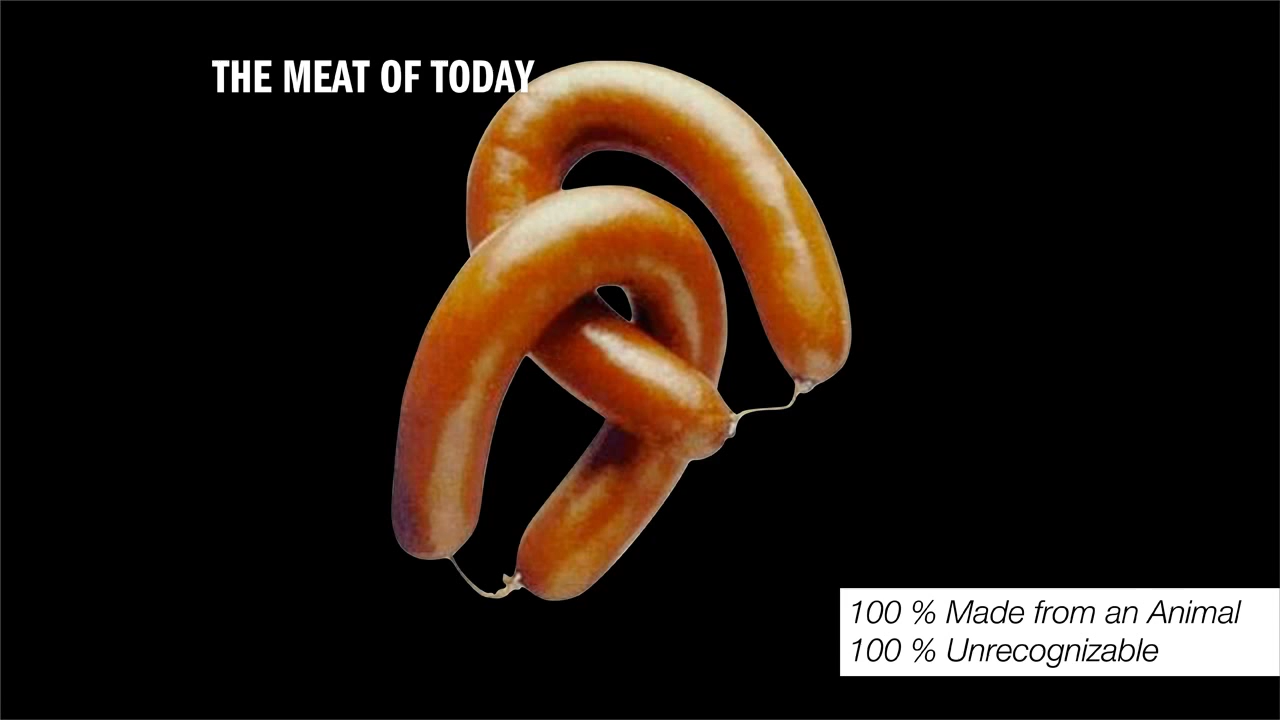 THE MEAT OF TODAY
100 % Made from an Animal
100 % Unrecognizable